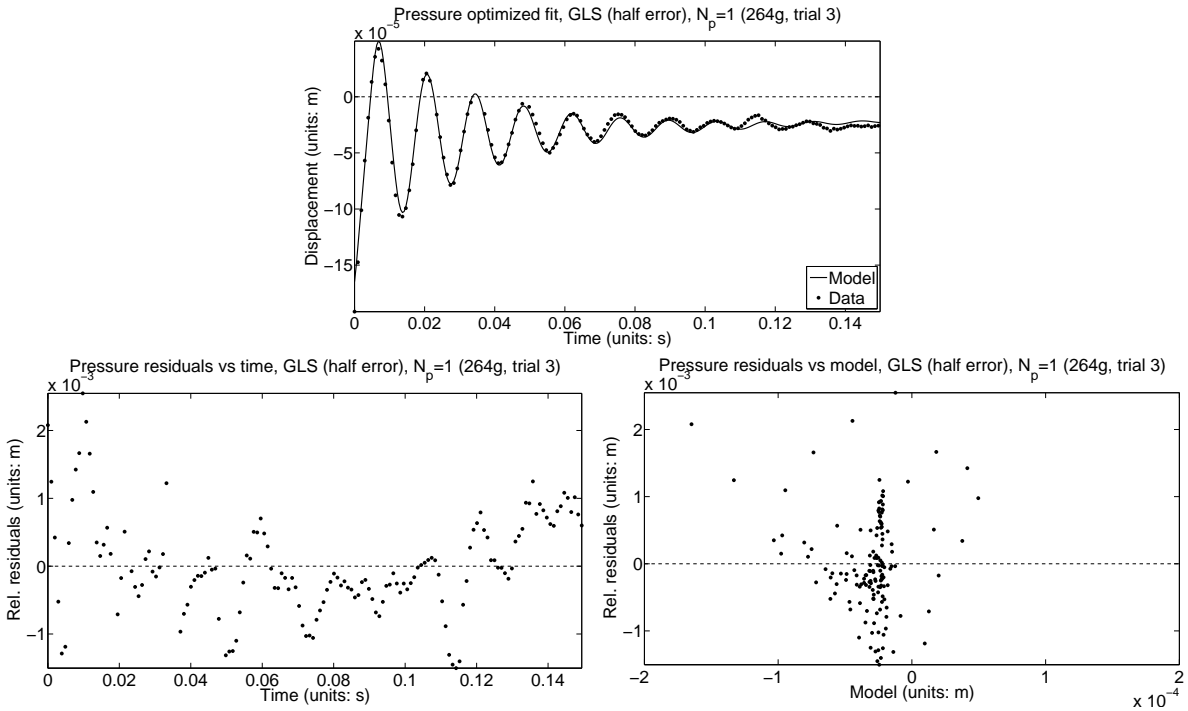 Pressure optimized fit, GLS (half error), N_p=1 (264g, trial 3)
x 10^−5
0
−5
−10
−15
Displacement (units: m)
Model
Data
0
0.02
0.04
0.06
0.08
0.1
0.12
0.14
Time (units: s)
Pressure residuals vs time, GLS (half error), N_p=1 (264g, trial 3)
x 10^−3
2
1
0
−1
Rel. residuals (units: m)
0
0.02
0.04
0.06
0.08
0.1
0.12
0.14
Time (units: s)
Pressure residuals vs model, GLS (half error), N_p=1 (264g, trial 3)
x 10^−3
2
1
0
−1
Rel. residuals (units: m)
−2
−1
0
1
2
Model (units: m)
x 10^−4